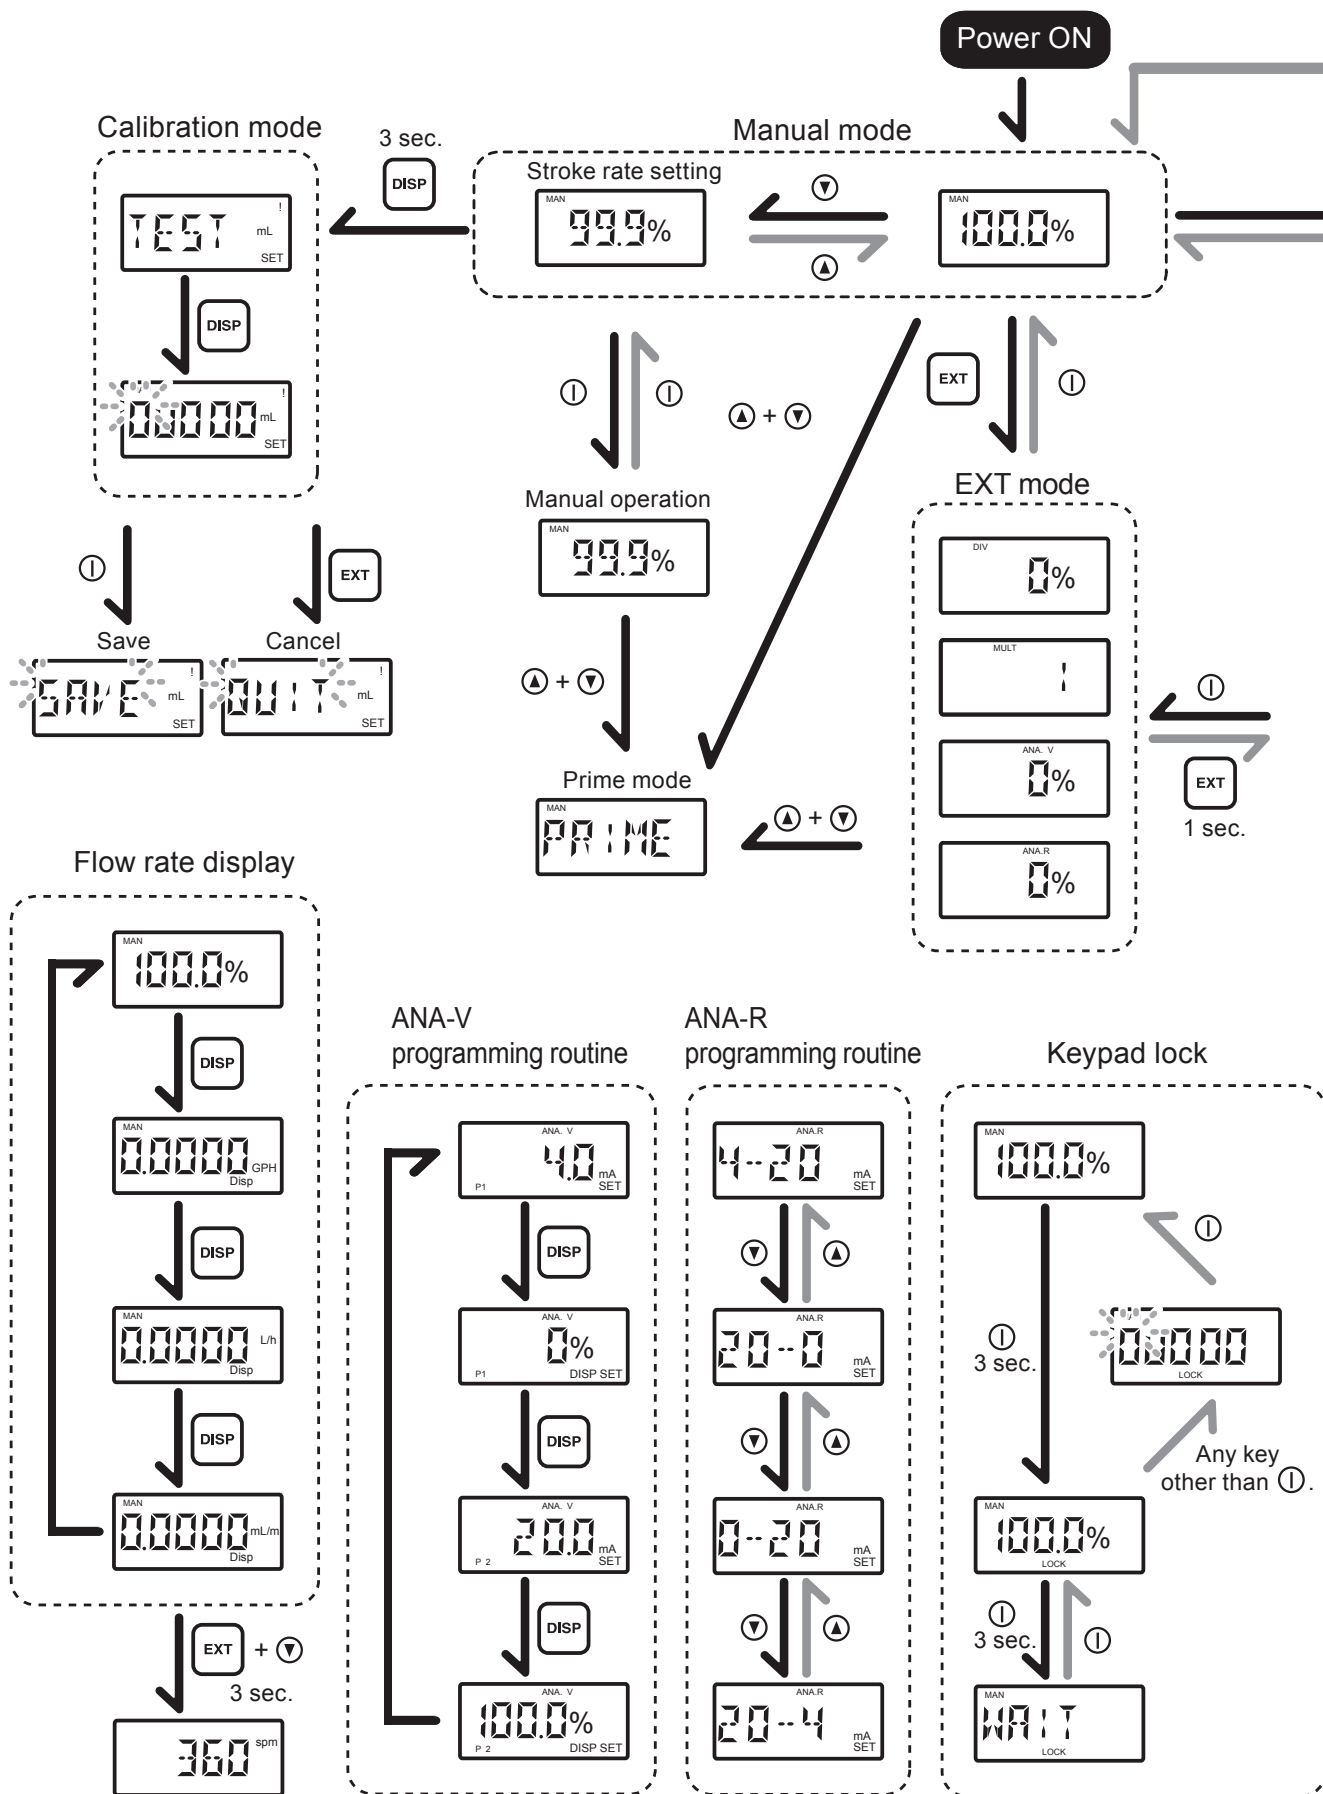 Power ON
Calibration mode
3 sec.
DISP
Manual mode
Stroke rate setting
MAN
99.9%
MAN
100.0%
TEST
!
mL
SET
DISP
00000
!
mL
SET
EXT
+
EXT mode
Manual operation
MAN
99.9%
DIV
0%
MULT
1
ANA. V
0%
ANA.R
0%
EXT
1 sec.
EXT
Save
Cancel
SAVE
!
mL
SET
QUIT
!
mL
SET
+
Prime mode
MAN
PRIME
+
Flow rate display
MAN
100.0%
DISP
MAN
0.0000
GPH
Disp
DISP
MAN
0.0000
L/h
Disp
DISP
MAN
0.0000
mL/m
Disp
EXT +
3 sec.
360
spm
ANA-V
programming routine
ANA. V
4.0
mA
P1
SET
DISP
ANA. V
0%
P1
DISP SET
DISP
ANA. V
20.0
mA
P 2
SET
DISP
ANA. V
100.0%
P 2
DISP SET
ANA-R
programming routine
ANA.R
4-20
mA
SET
ANA.R
20-0
mA
SET
ANA.R
0-20
mA
SET
ANA.R
20-4
mA
SET
Keypad lock
MAN
100.0%
3 sec.
00000
LOCK
Any key
other than .
MAN
100.0%
LOCK
3 sec.
MAN
WAIT
LOCK